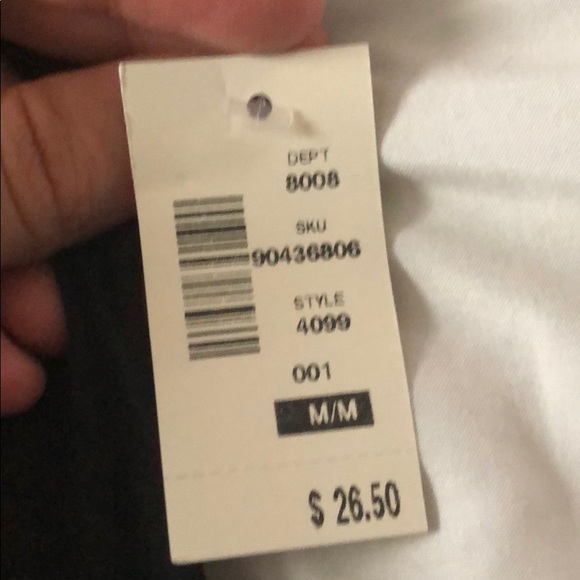 DEPT
8008
SKU
90436806
STYLE
4099
001
M/M
$ 26.50